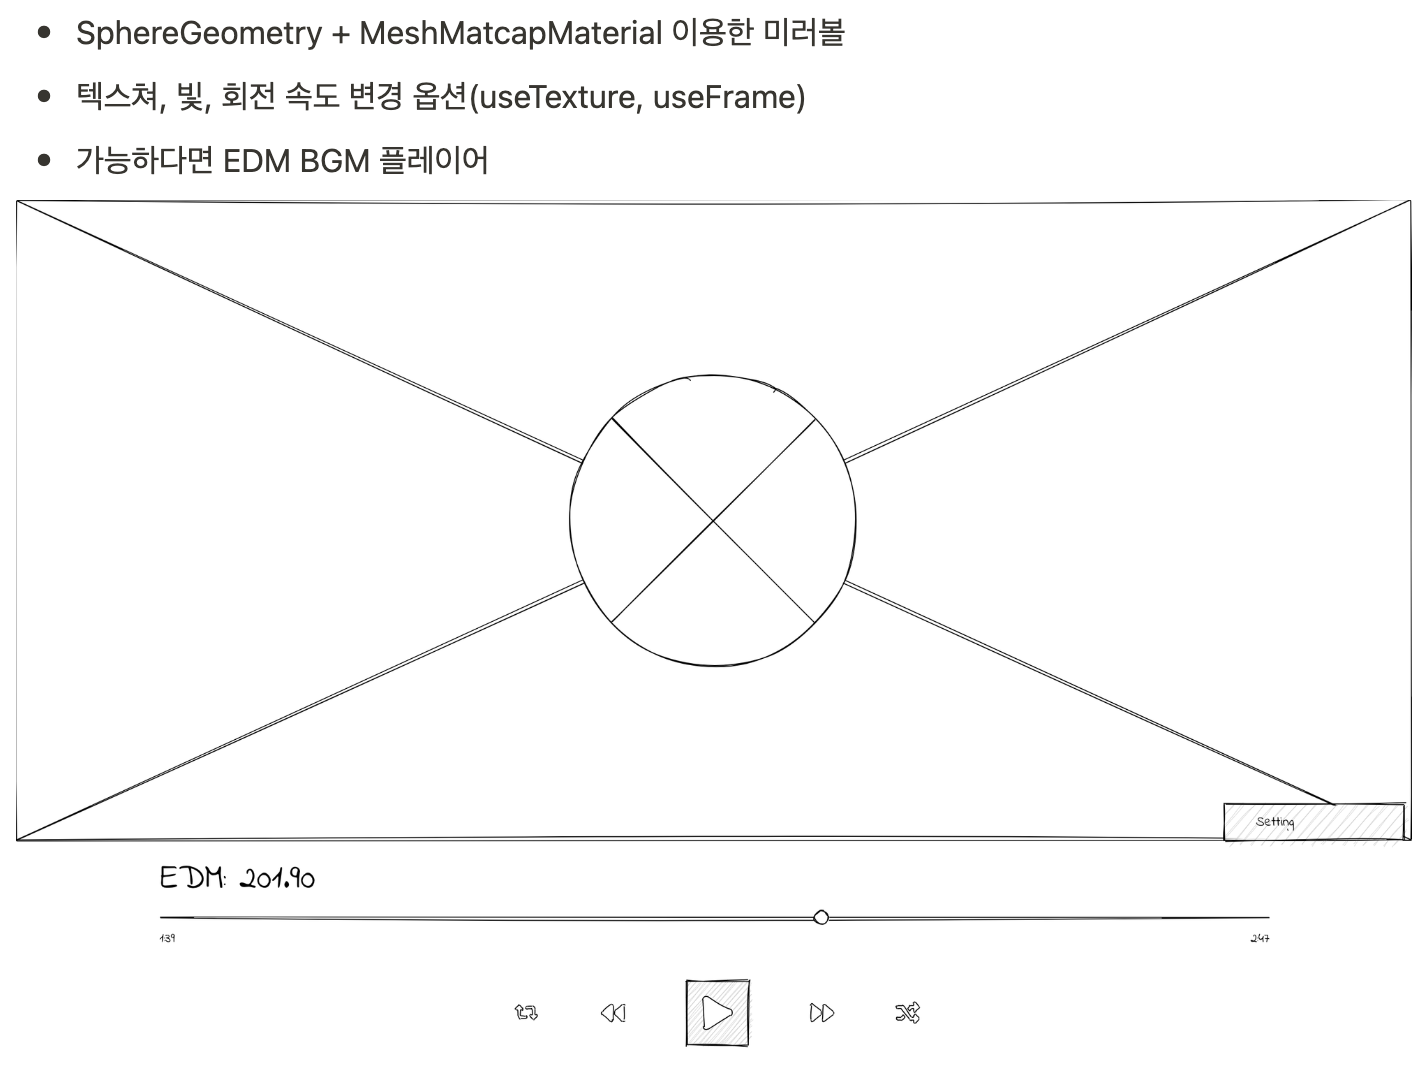 SphereGeometry + MeshMatcapMaterial 이용한 미러볼
텍스쳐, 빛, 회전 속도 변경 옵션(useTexture, useFrame)
가능하다면 EDM BGM 플레이어
Setting
EDM: 201.90
139
247